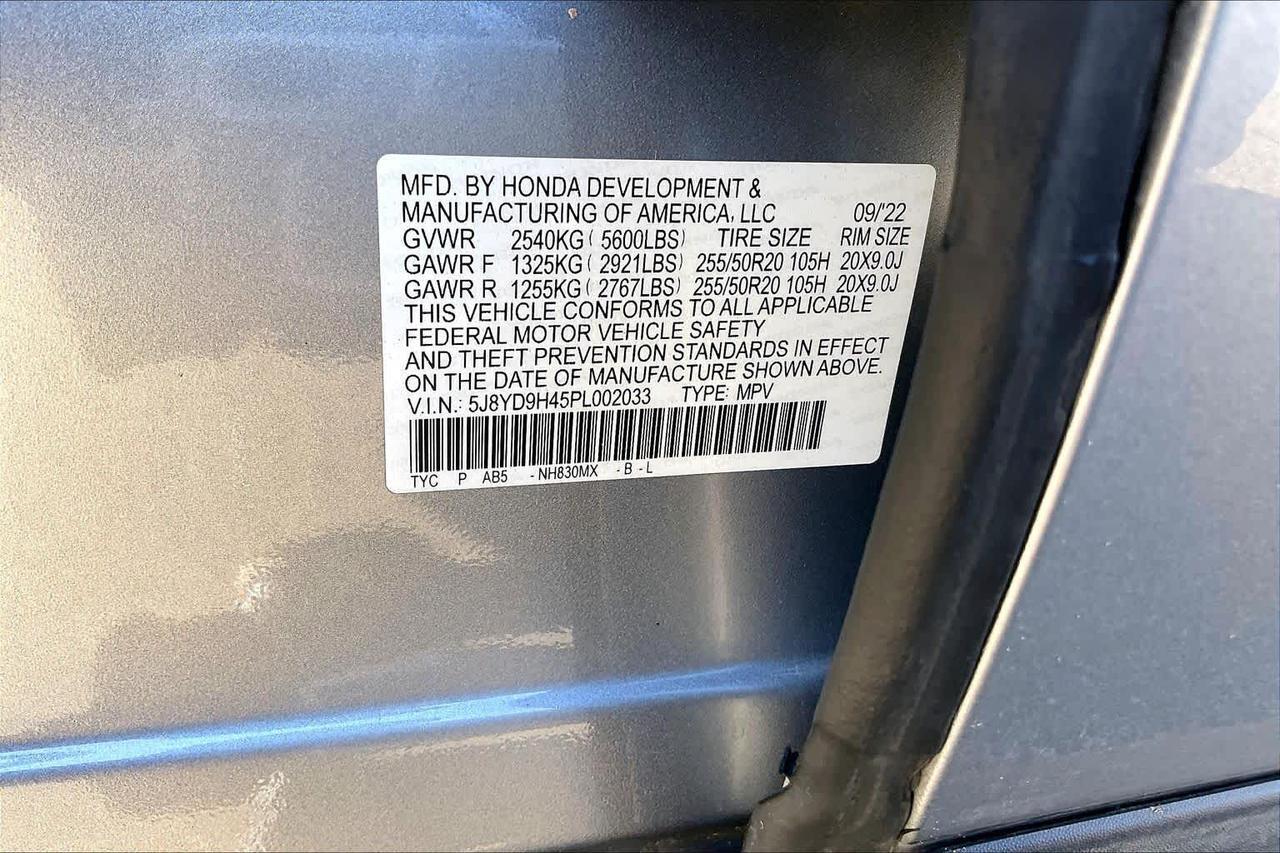 MFD. BY HONDA DEVELOPMENT &
MANUFACTURING OF AMERICA, LLC 09/'22
GVWR 2540KG ( 5600LBS) TIRE SIZE RIM SIZE
GAWR F 1325KG ( 2921LBS) 255/50R20 105H 20X9.0J
GAWR R 1255KG ( 2767LBS) 255/50R20 105H 20X9.0J
THIS VEHICLE CONFORMS TO ALL APPLICABLE
FEDERAL MOTOR VEHICLE SAFETY
AND THEFT PREVENTION STANDARDS IN EFFECT
ON THE DATE OF MANUFACTURE SHOWN ABOVE.
V.I.N.: 5J8YD9H45PL002033 TYPE: MPV
TYC P AB5 - NH830MX - B - L